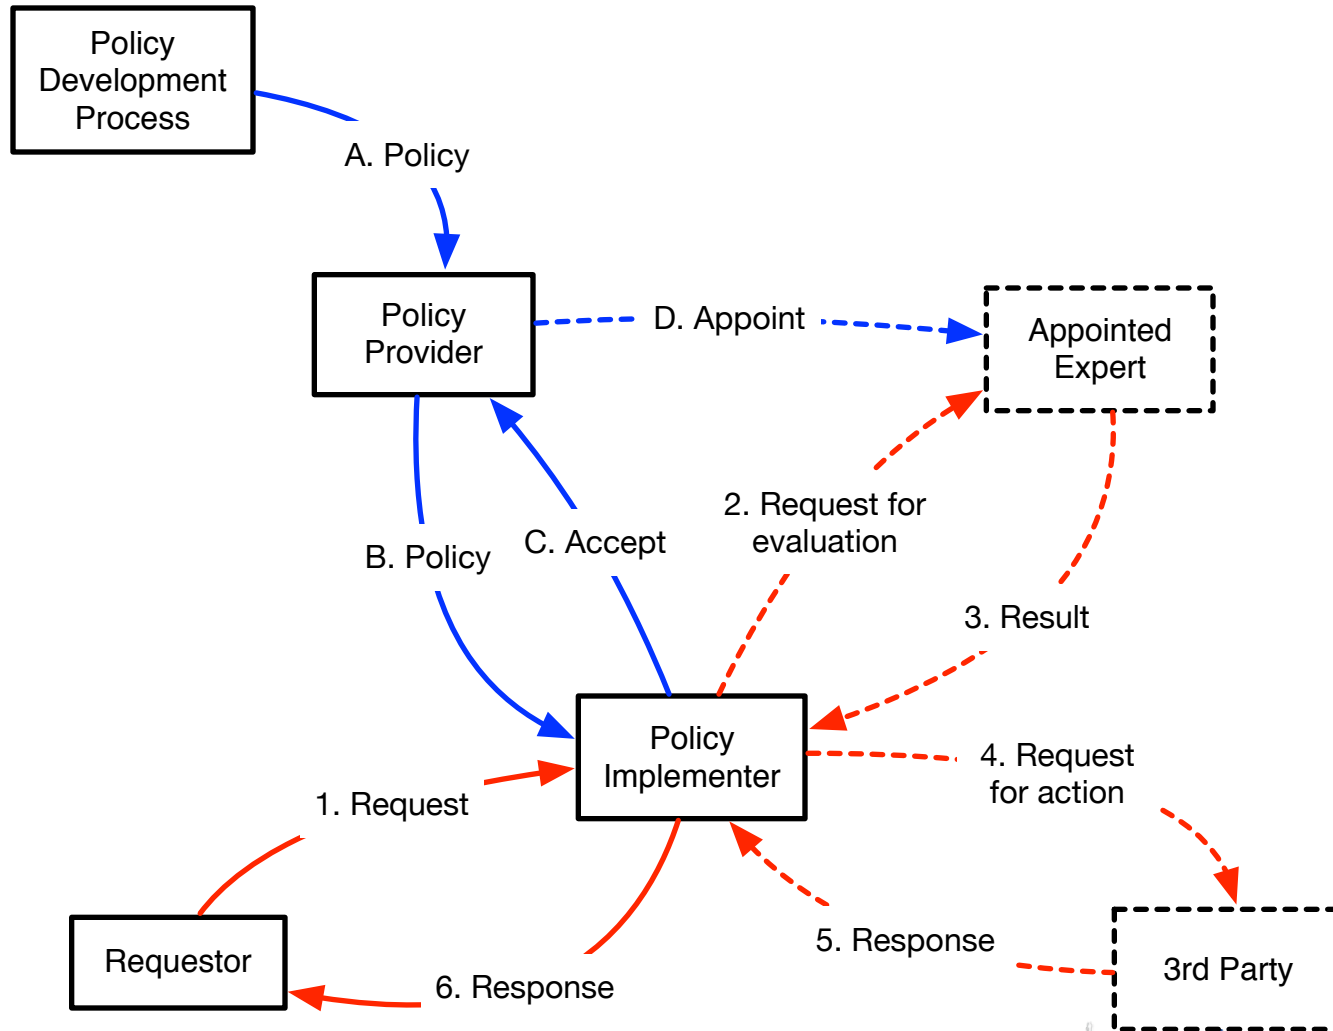 Policy
Development
Process
A. Policy
Policy
Provider
D. Appoint
Appointed
Expert
2. Request for
evaluation
B. Policy
C. Accept
3. Result
Policy
Implementer
4. Request
for action
1. Request
5. Response
Requestor
6. Response
3rd Party